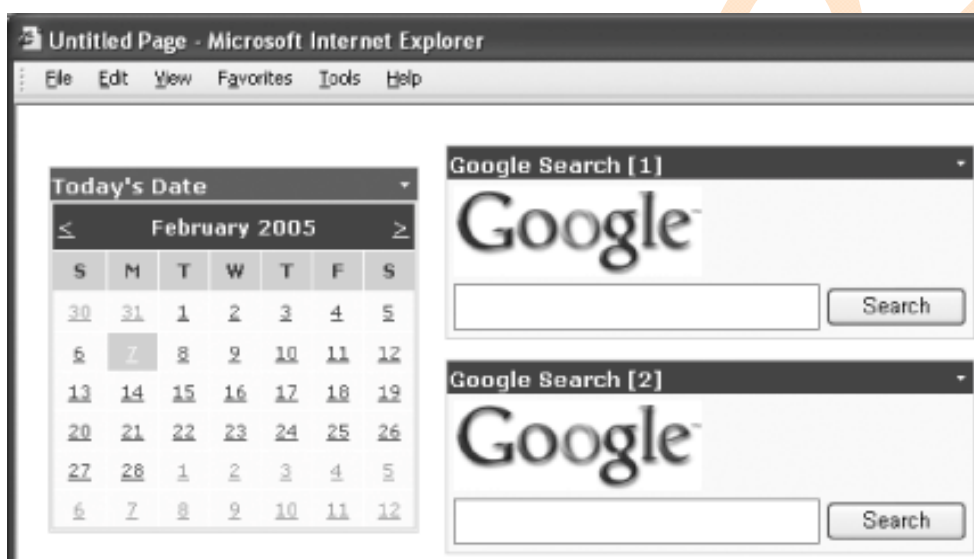 Untitled Page - Microsoft Internet Explorer
File Edit View Favorites Tools Help
Today's Date
< February 2005 >
S M T W T F S
30 31 1 2 3 4 5
6 7 8 9 10 11 12
13 14 15 16 17 18 19
20 21 22 23 24 25 26
27 28 1 2 3 4 5
6 7 8 9 10 11 12
Google Search [1]
Google™
Search
Google Search [2]
Google™
Search